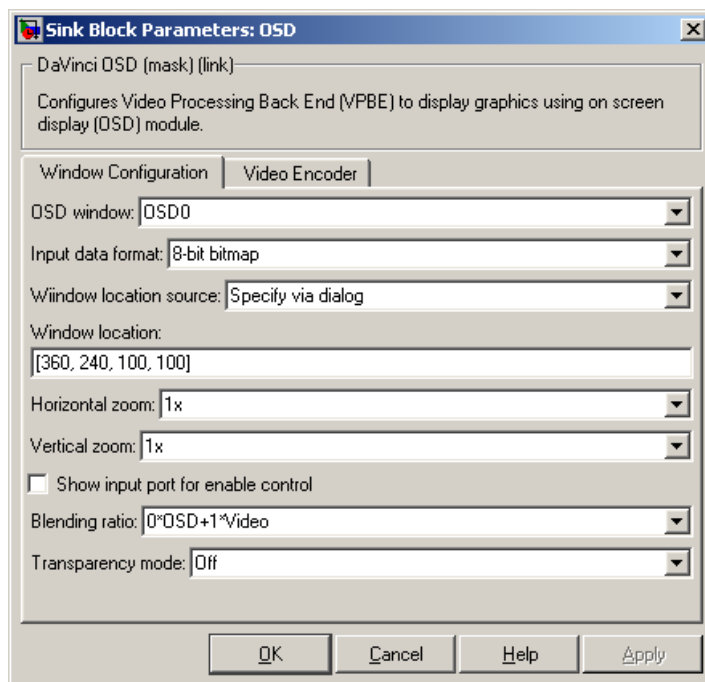 Sink Block Parameters: OSD
DaVinci OSD (mask) (link)
Configures Video Processing Back End (VPBE) to display graphics using on screen
display (OSD) module.
Window Configuration Video Encoder
OSD window: OSD0
Input data format: 8-bit bitmap
Wiindow location source: Specify via dialog
Window location:
[360, 240, 100, 100]
Horizontal zoom: 1x
Vertical zoom: 1x
Show input port for enable control
Blending ratio: 0*OSD+1*Video
Transparency mode: Off
OK Cancel Help Apply